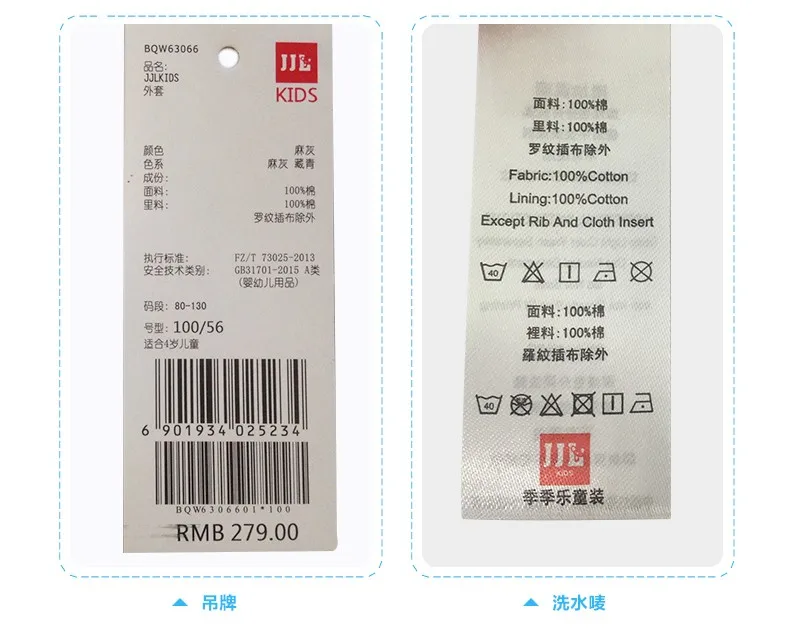 BQW63066
品名:
JJLKIDS
外套
JJL
KIDS
颜色 麻灰
色系 麻灰 藏青
成份:
面料: 100%棉
里料: 100%棉
罗纹插布除外
执行标准: FZ/T 73025-2013
安全技术类别: GB31701-2015 A类
(婴幼儿用品)
码段: 80-130
号型: 100/56
适合4岁儿童
6 901934 025234
BQW6306601*100
RMB 279.00
面料:100%棉
里料:100%棉
罗纹插布除外
Fabric:100%Cotton
Lining:100%Cotton
Except Rib And Cloth Insert
40
面料:100%棉
裡料:100%棉
羅紋插布除外
40
JJL
KIDS
季季乐童装
吊牌
洗水唛